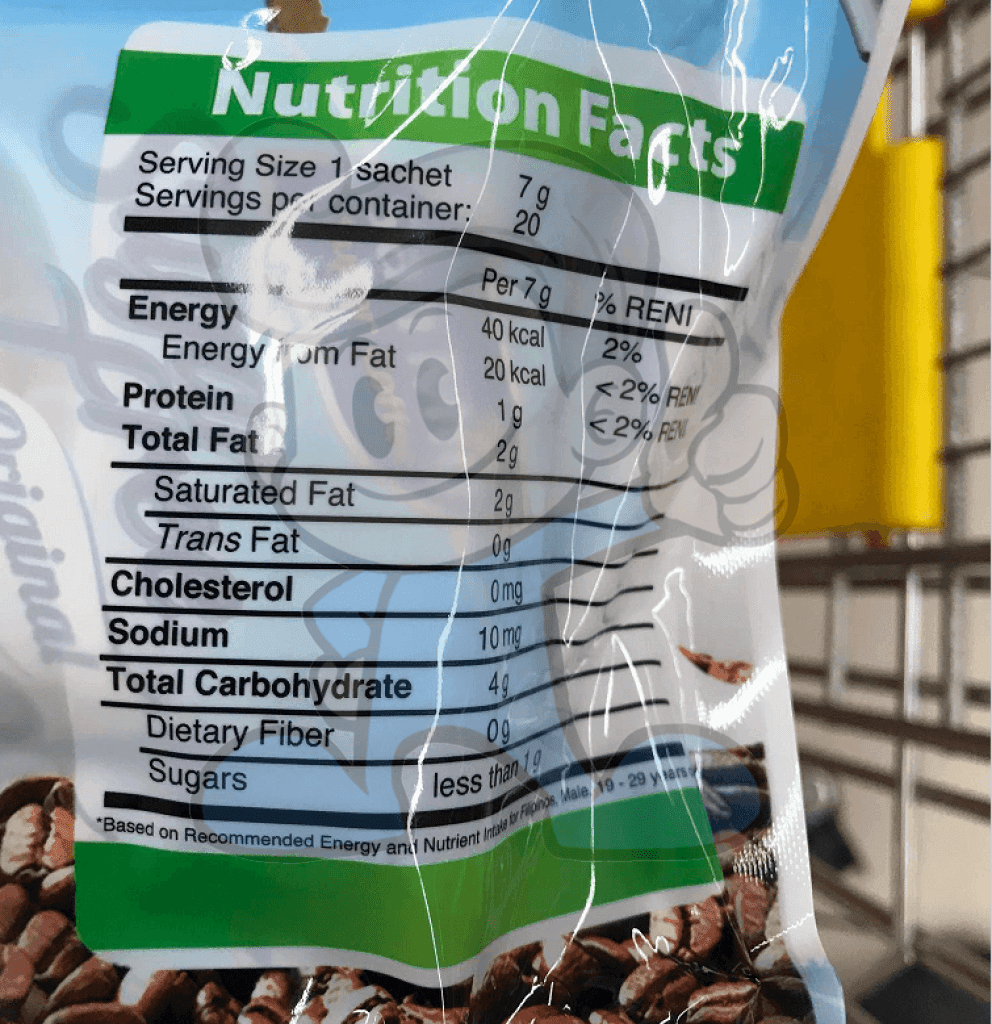 Nutrition Facts
Serving Size 1 sachet 7 g
Servings per container: 20
Per 7 g % RENI
Energy 40 kcal 2%
Energy from Fat 20 kcal <2% RENI
Protein 1 g <2% RENI
Total Fat 2g
Saturated Fat 2g
Trans Fat 0g
Cholesterol 0mg
Sodium 10mg
Total Carbohydrate 4g
Dietary Fiber 0g
Sugars less than 1g
*Based on Recommended Energy and Nutrient Intake for Filipinos, Male, 19 - 29 years
Original